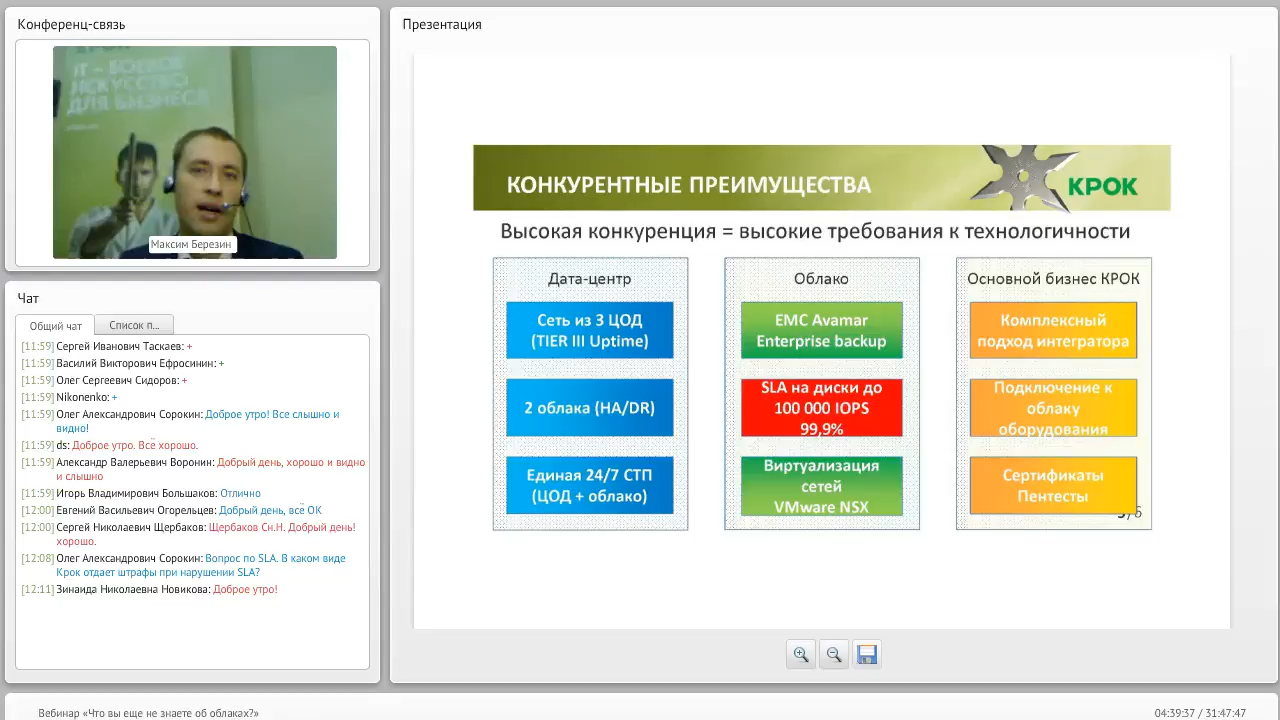 Конференц-связь
КРОК
IT – БОЕВОЕ
ИСКУССТВО
ДЛЯ БИЗНЕСА
Максим Березин
Чат
Общий чат
Список п...
[11:59] Сергей Иванович Таскаев: +
[11:59] Василий Викторович Ефросинин: +
[11:59] Олег Сергеевич Сидоров: +
[11:59] Nikonenko: +
[11:59] Олег Александрович Сорокин: Доброе утро! Все слышно и
видно!
[11:59] ds: Доброе утро. Всё хорошо.
[11:59] Александр Валерьевич Воронин: Добрый день, хорошо и видно
и слышно
[11:59] Игорь Владимирович Большаков: Отлично
[12:00] Евгений Васильевич Згорельцев: Добрый день, всё ОК
[12:00] Сергей Николаевич Щербаков: Щербаков Сн.Н. Добрый день!
хорошо.
[12:08] Олег Александрович Сорокин: Вопрос по SLA. В каком виде
Крок отдает штрафы при нарушении SLA?
[12:11] Зинаида Николаевна Новикова: Доброе утро!
Презентация
КОНКУРЕНТНЫЕ ПРЕИМУЩЕСТВА
КРОК
Высокая конкуренция = высокие требования к технологичности
Дата-центр
Сеть из 3 ЦОД
(TIER III Uptime)
2 облака (HA/DR)
Единая 24/7 СТП
(ЦОД + облако)
Облако
EMC Avamar
Enterprise backup
SLA на диски до
100 000 IOPS
99,9%
Виртуализация
сетей
VMware NSX
Основной бизнес КРОК
Комплексный
подход интегратора
Подключение к
облаку
оборудования
Сертификаты
Пентесты
Вебинар «Что вы еще не знаете об облаках?»
04:39:37 / 31:47:47